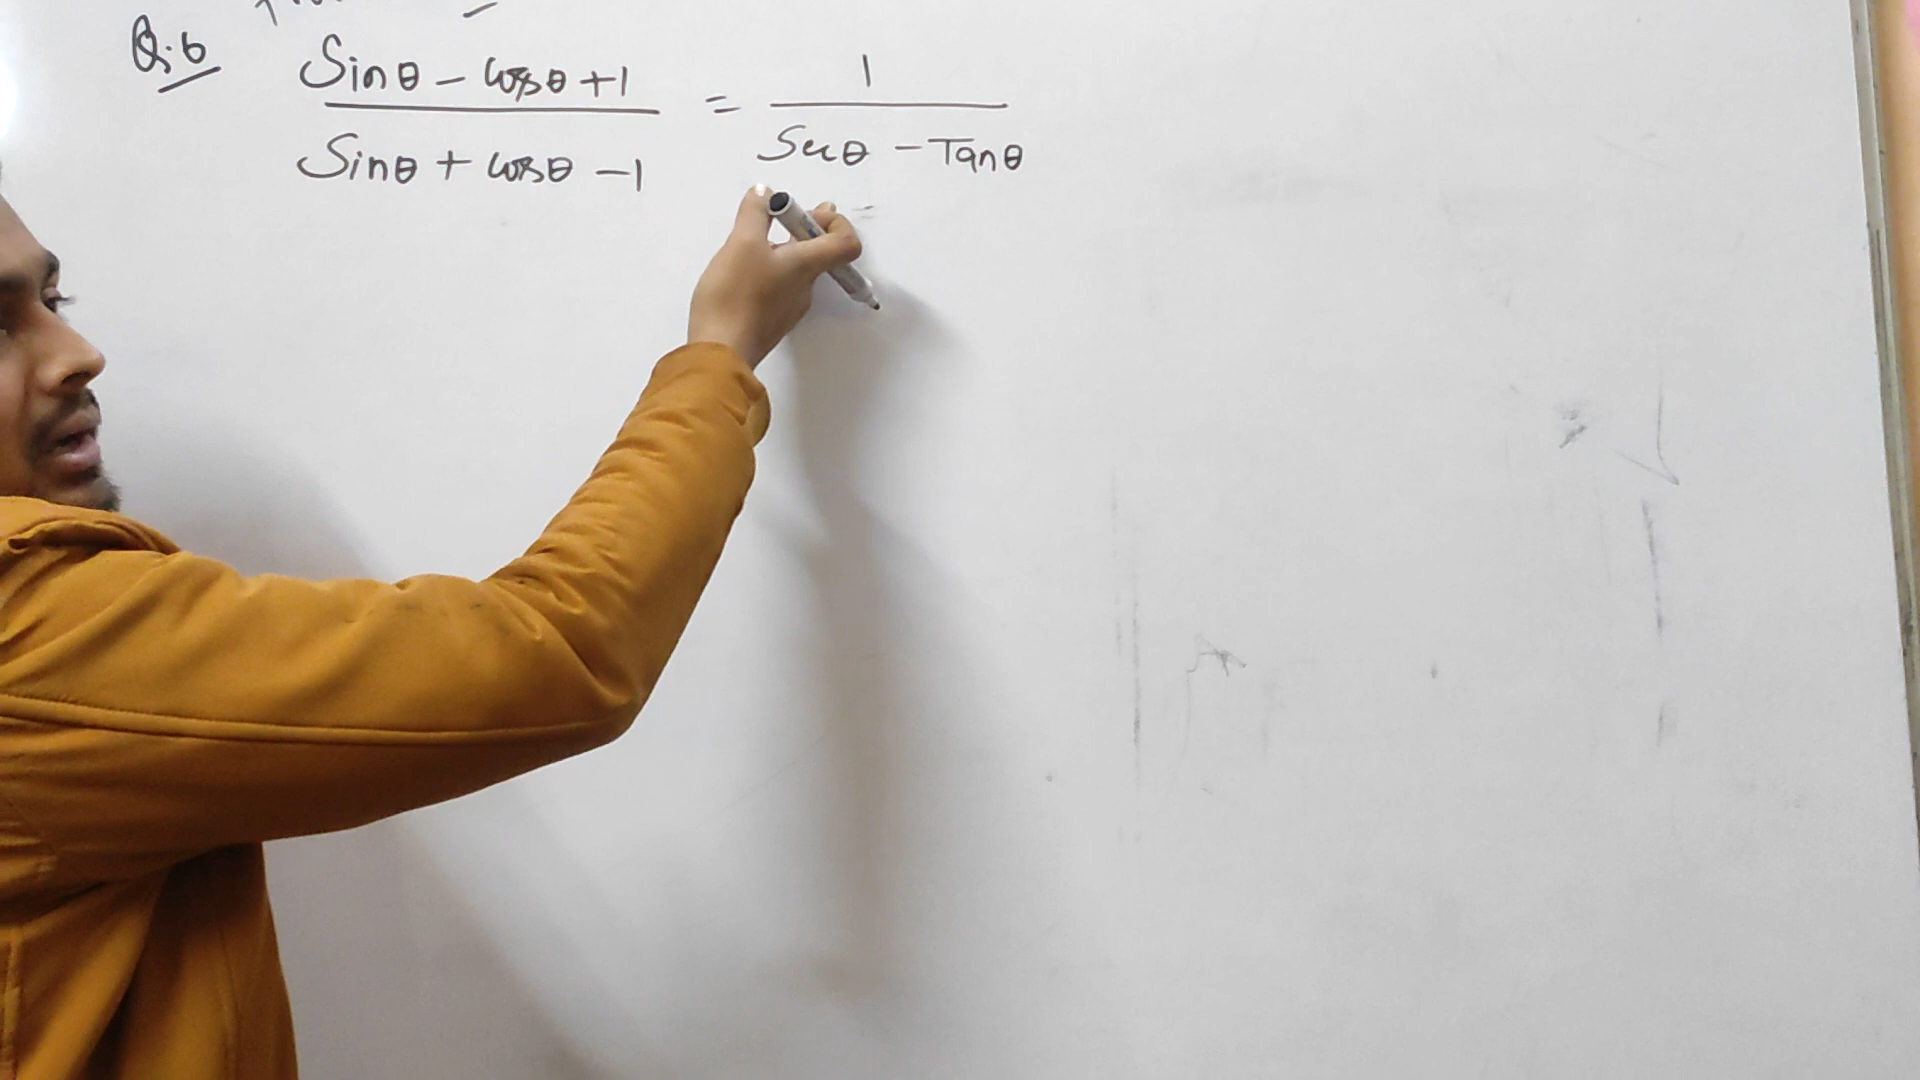 Q.6 Sinθ - cosθ +1 / Sinθ + cosθ -1 = 1 / Secθ - Tanθ
=